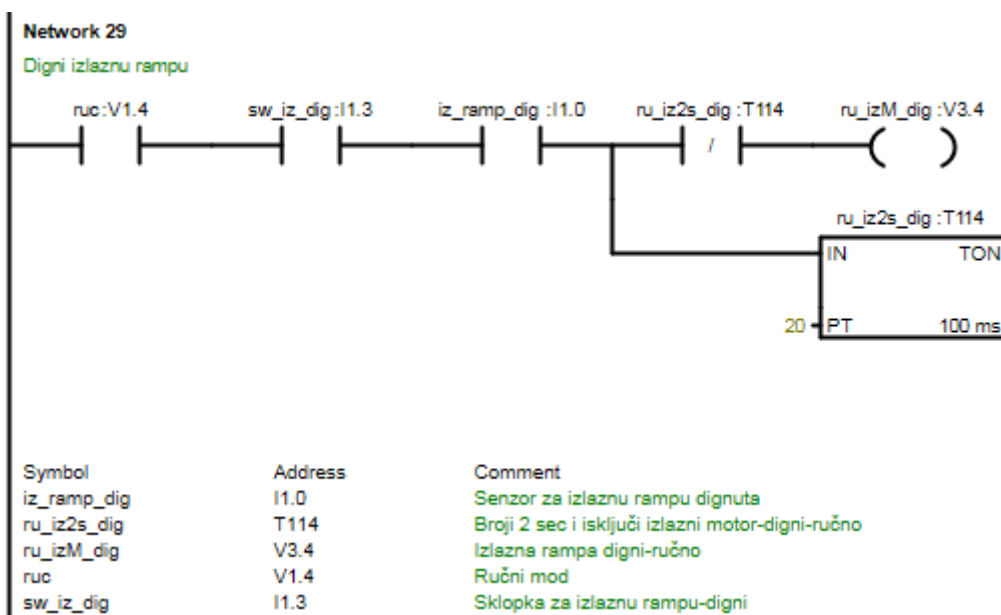 Network 29
Digni izlaznu rampu
ruc:V1.4 sw_iz_dig:I1.3 iz_ramp_dig :I1.0 ru_iz2s_dig :T114 ru_izM_dig :V3.4
/
ru_iz2s_dig :T114
IN TON
20 PT 100 ms
Symbol Address Comment
iz_ramp_dig I1.0 Senzor za izlaznu rampu dignuta
ru_iz2s_dig T114 Broji 2 sec i isključi izlazni motor-digni-ručno
ru_izM_dig V3.4 Izlazna rampa digni-ručno
ruc V1.4 Ručni mod
sw_iz_dig I1.3 Sklopka za izlaznu rampu-digni